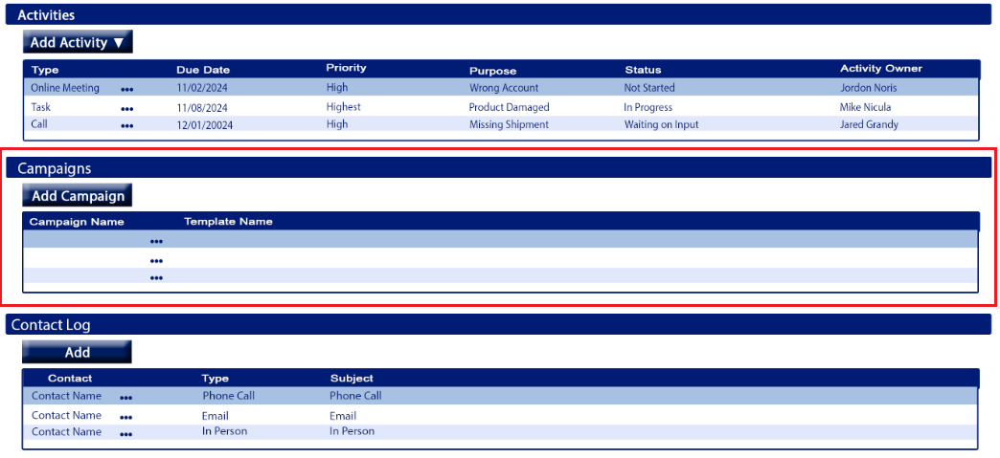 Activities
Add Activity ▼
Type Due Date Priority Purpose Status Activity Owner
Online Meeting ••• 11/02/2024 High Wrong Account Not Started Jordon Noris
Task ••• 11/08/2024 Highest Product Damaged In Progress Mike Nicula
Call ••• 12/01/20024 High Missing Shipment Waiting on Input Jared Grandy
Campaigns
Add Campaign
Campaign Name Template Name
•••
•••
•••
Contact Log
Add
Contact Type Subject
Contact Name ••• Phone Call Phone Call
Contact Name ••• Email Email
Contact Name ••• In Person In Person